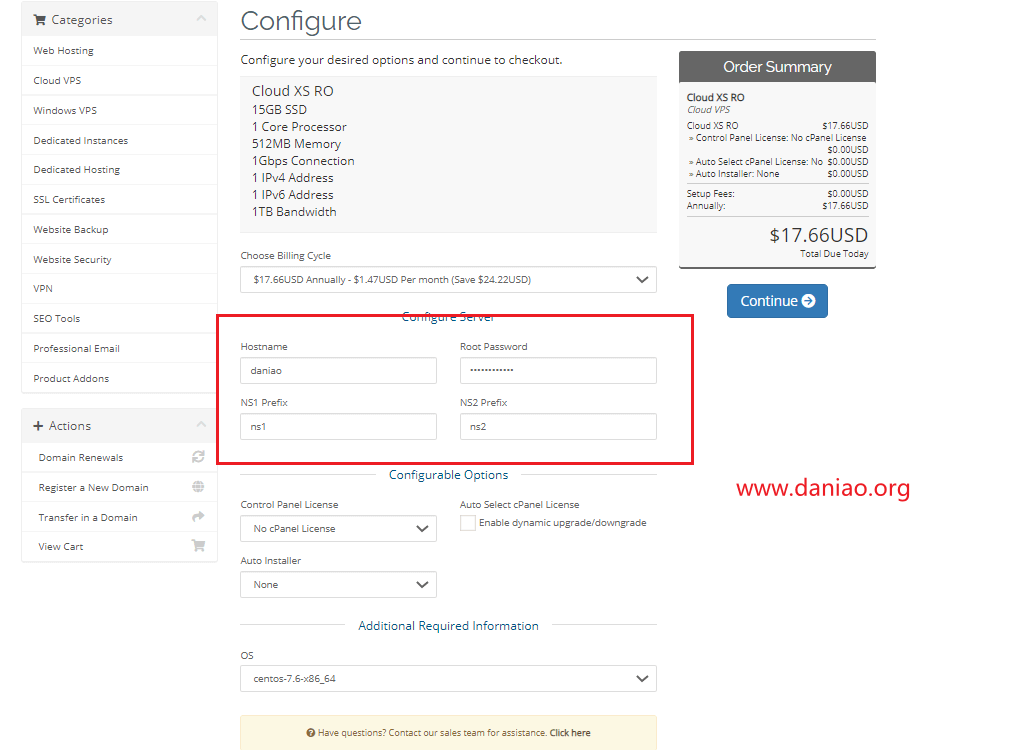 Categories
Web Hosting
Cloud VPS
Windows VPS
Dedicated Instances
Dedicated Hosting
SSL Certificates
Website Backup
Website Security
VPN
SEO Tools
Professional Email
Product Addons
Actions
Domain Renewals
Register a New Domain
Transfer in a Domain
View Cart
Configure
Configure your desired options and continue to checkout.
Cloud XS RO
15GB SSD
1 Core Processor
512MB Memory
1Gbps Connection
1 IPv4 Address
1 IPv6 Address
1TB Bandwidth
Choose Billing Cycle
$17.66USD Annually - $1.47USD Per month (Save $24.22USD)
Configure Server
Hostname Root Password
daniao ••••••••••••
NS1 Prefix NS2 Prefix
ns1 ns2
Configurable Options
Control Panel License Auto Select cPanel License
No cPanel License Enable dynamic upgrade/downgrade
Auto Installer
None
Additional Required Information
OS
centos-7.6-x86_64
Have questions? Contact our sales team for assistance. Click here
Order Summary
Cloud XS RO
Cloud VPS
Cloud XS RO $17.66USD
» Control Panel License: No cPanel License
$0.00USD
» Auto Select cPanel License: No $0.00USD
» Auto Installer: None $0.00USD
Setup Fees: $0.00USD
Annually: $17.66USD
$17.66USD
Total Due Today
Continue
www.daniao.org